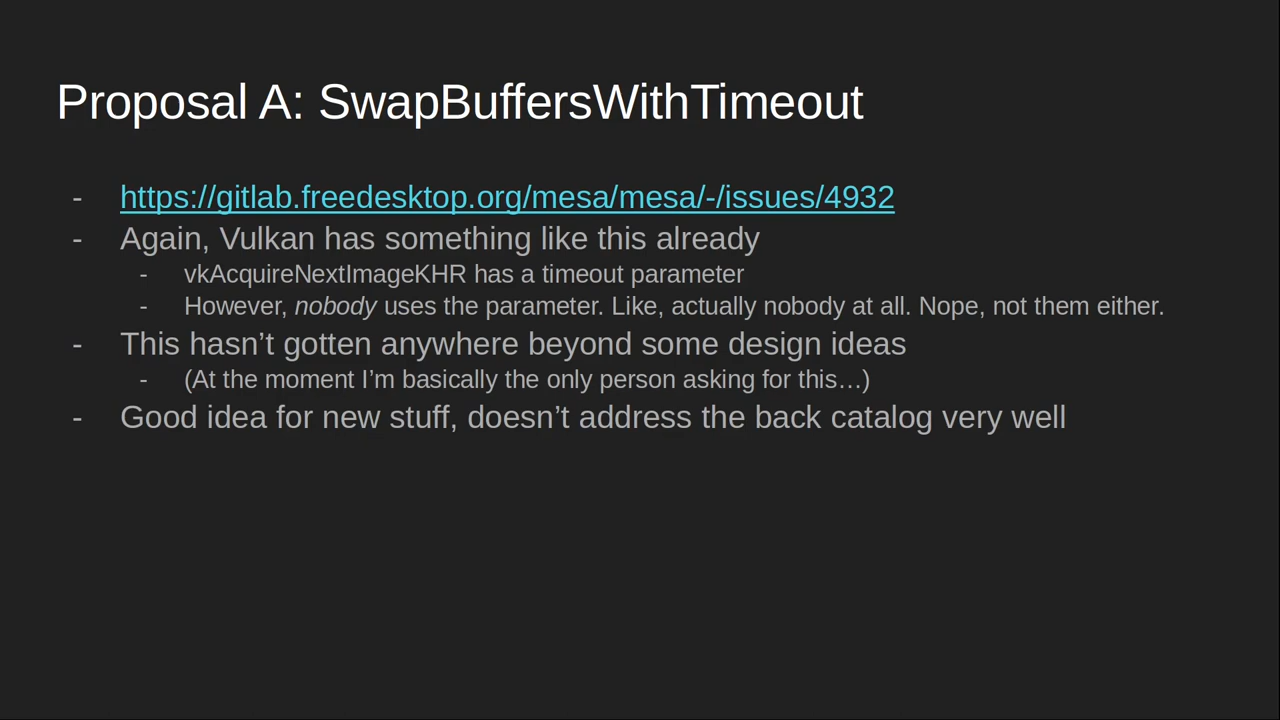 Proposal A: SwapBuffersWithTimeout
- https://gitlab.freedesktop.org/mesa/mesa/-/issues/4932
- Again, Vulkan has something like this already
- vkAcquireNextImageKHR has a timeout parameter
- However, nobody uses the parameter. Like, actually nobody at all. Nope, not them either.
- This hasn’t gotten anywhere beyond some design ideas
- (At the moment I’m basically the only person asking for this…)
- Good idea for new stuff, doesn’t address the back catalog very well